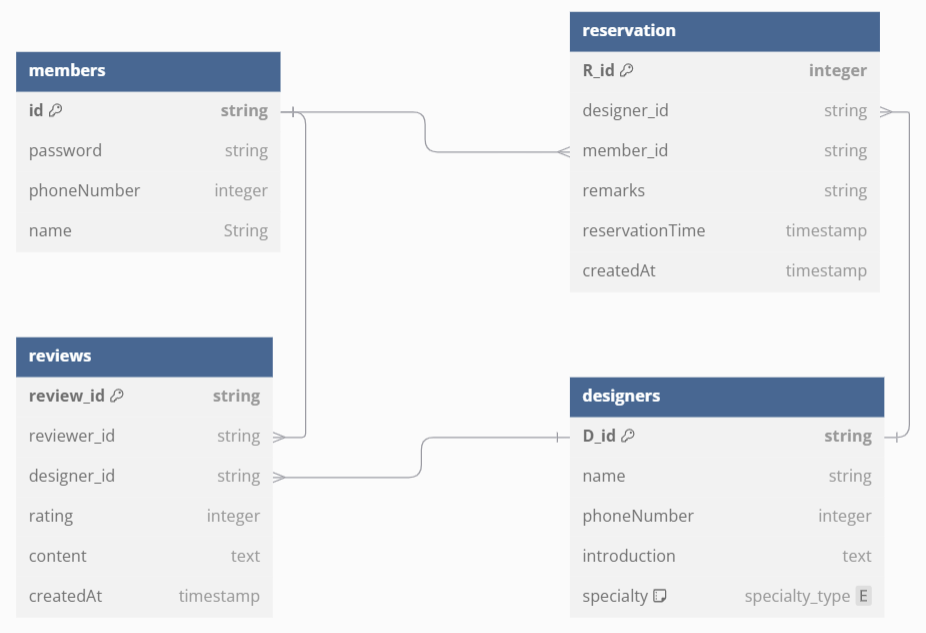 members
id string
password string
phoneNumber integer
name String
reservation
R_id integer
designer_id string
member_id string
remarks string
reservationTime timestamp
createdAt timestamp
reviews
review_id string
reviewer_id string
designer_id string
rating integer
content text
createdAt timestamp
designers
D_id string
name string
phoneNumber integer
introduction text
specialty specialty_type E